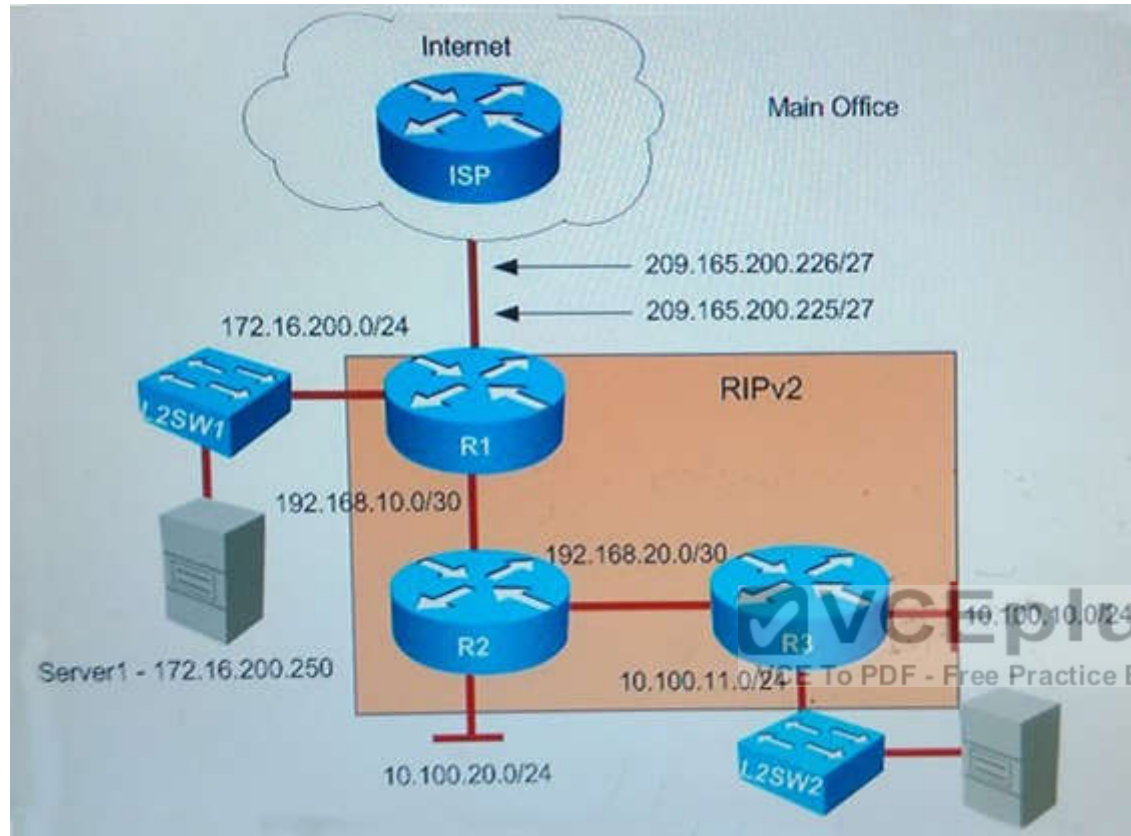 Internet
Main Office
ISP
209.165.200.226/27
209.165.200.225/27
172.16.200.0/24
RIPv2
L2SW1
R1
192.168.10.0/30
192.168.20.0/30
R2
R3
10.100.10.0/24
Server1 - 172.16.200.250
10.100.11.0/24
VCEplu
VCE To PDF - Free Practice E
10.100.20.0/24
L2SW2